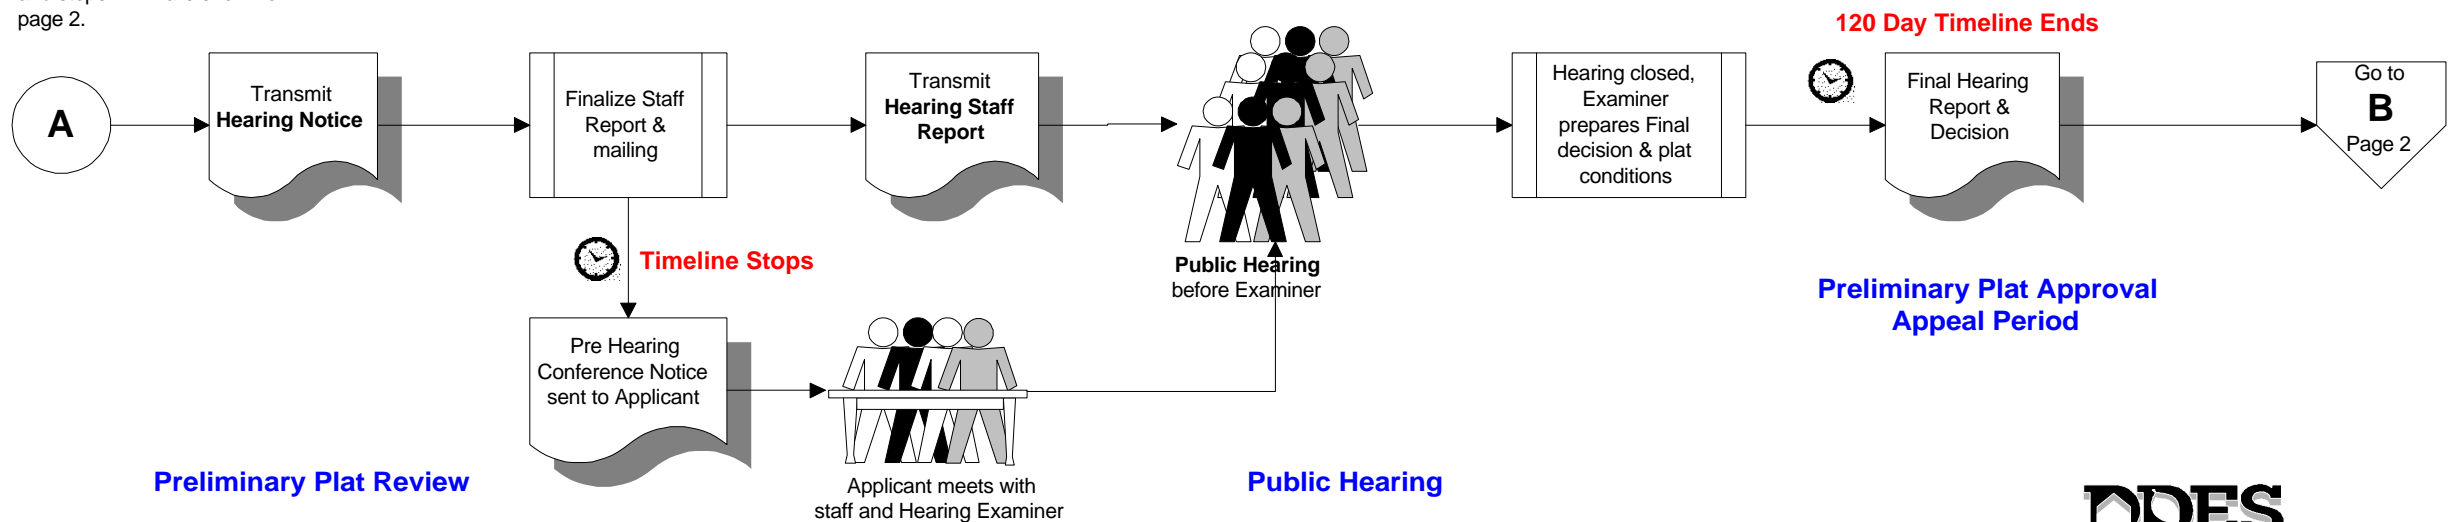 page 2.
120 Day Timeline Ends
A
Transmit
Hearing Notice
Finalize Staff
Report &
mailing
Transmit
Hearing Staff
Report
Hearing closed,
Examiner
prepares Final
decision & plat
conditions
Final Hearing
Report &
Decision
Go to
B
Page 2
Timeline Stops
Public Hearing
before Examiner
Preliminary Plat Approval
Appeal Period
Pre Hearing
Conference Notice
sent to Applicant
Preliminary Plat Review
Applicant meets with
staff and Hearing Examiner
Public Hearing
DDES